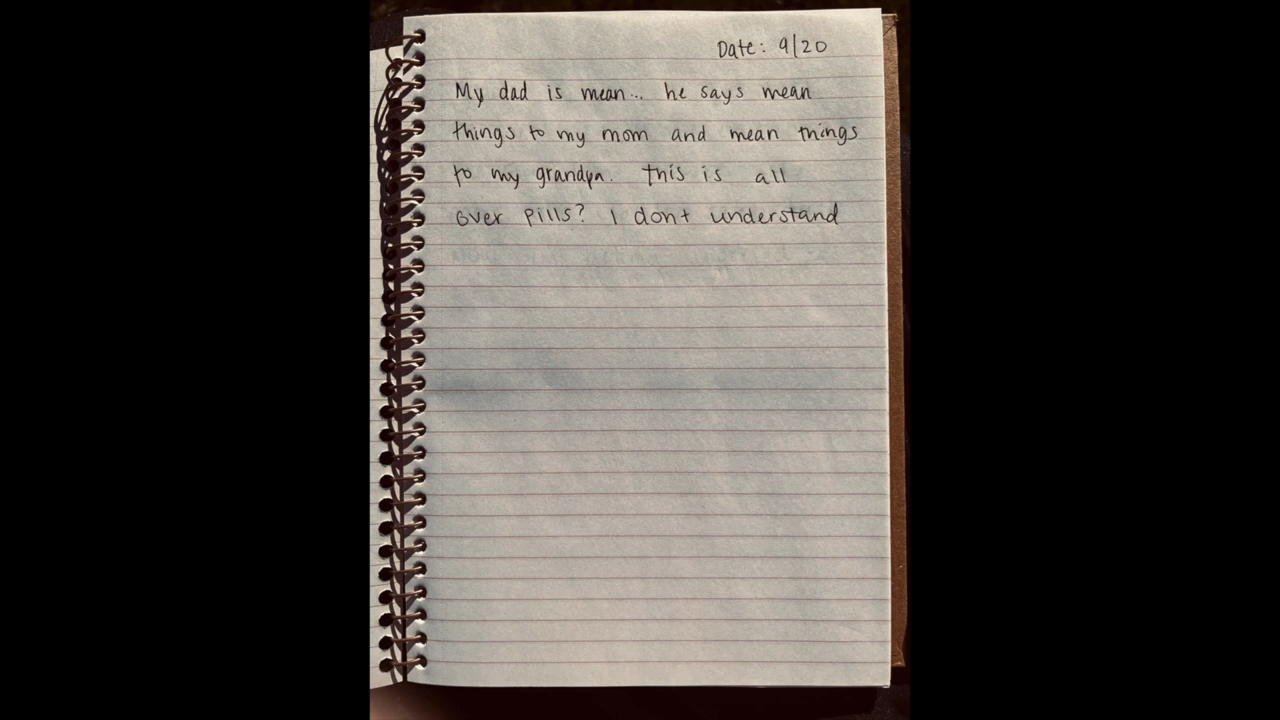 Date: 9/20
My dad is mean... he says mean
things to my mom and mean things
to my grandpa. this is all
over pills? I don't understand